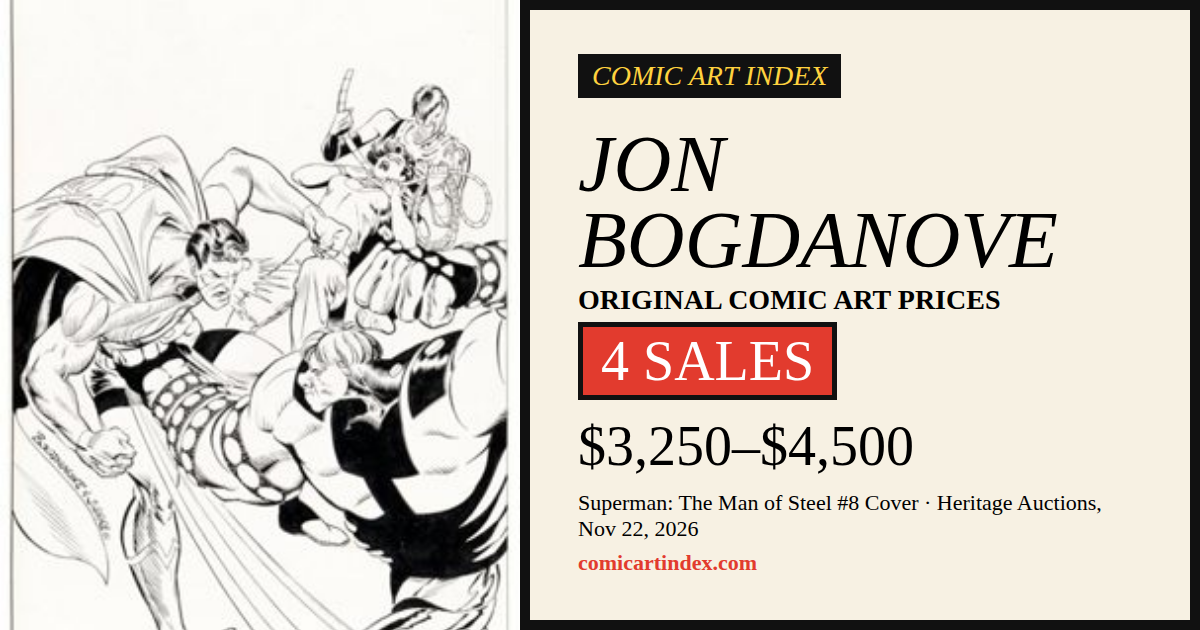 COMIC ART INDEX
JON
BOGDANOVE
ORIGINAL COMIC ART PRICES
4 SALES
$3,250–$4,500
Superman: The Man of Steel #8 Cover · Heritage Auctions,
Nov 22, 2026
comicartindex.com